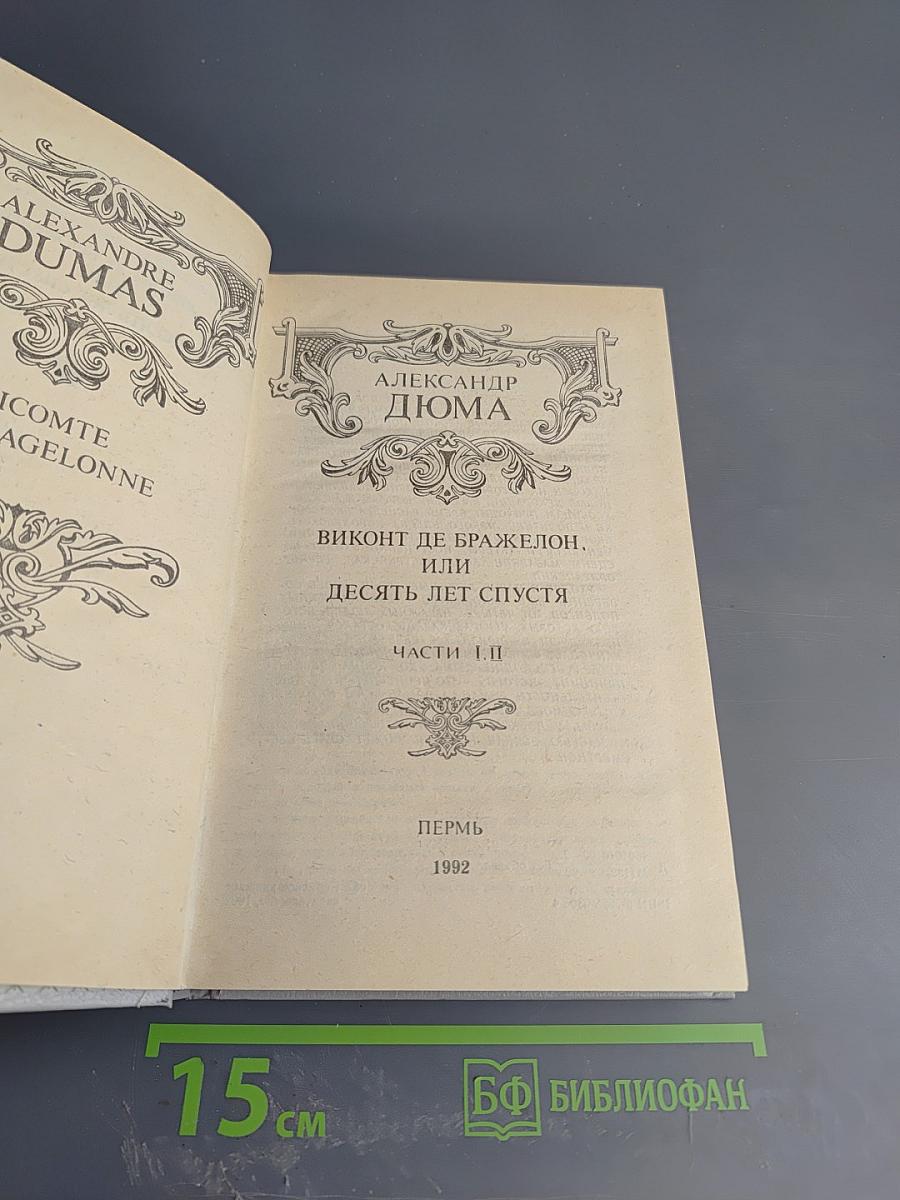 ALEXANDRE
DUMAS
ICOMTE
AGELONNE
АЛЕКСАНДР
ДЮМА
ВИКОНТ ДЕ БРАЖЕЛОН,
ИЛИ
ДЕСЯТЬ ЛЕТ СПУСТЯ
ЧАСТИ I, II
ПЕРМЬ
1992
15 см
БФ БИБЛИОФАН